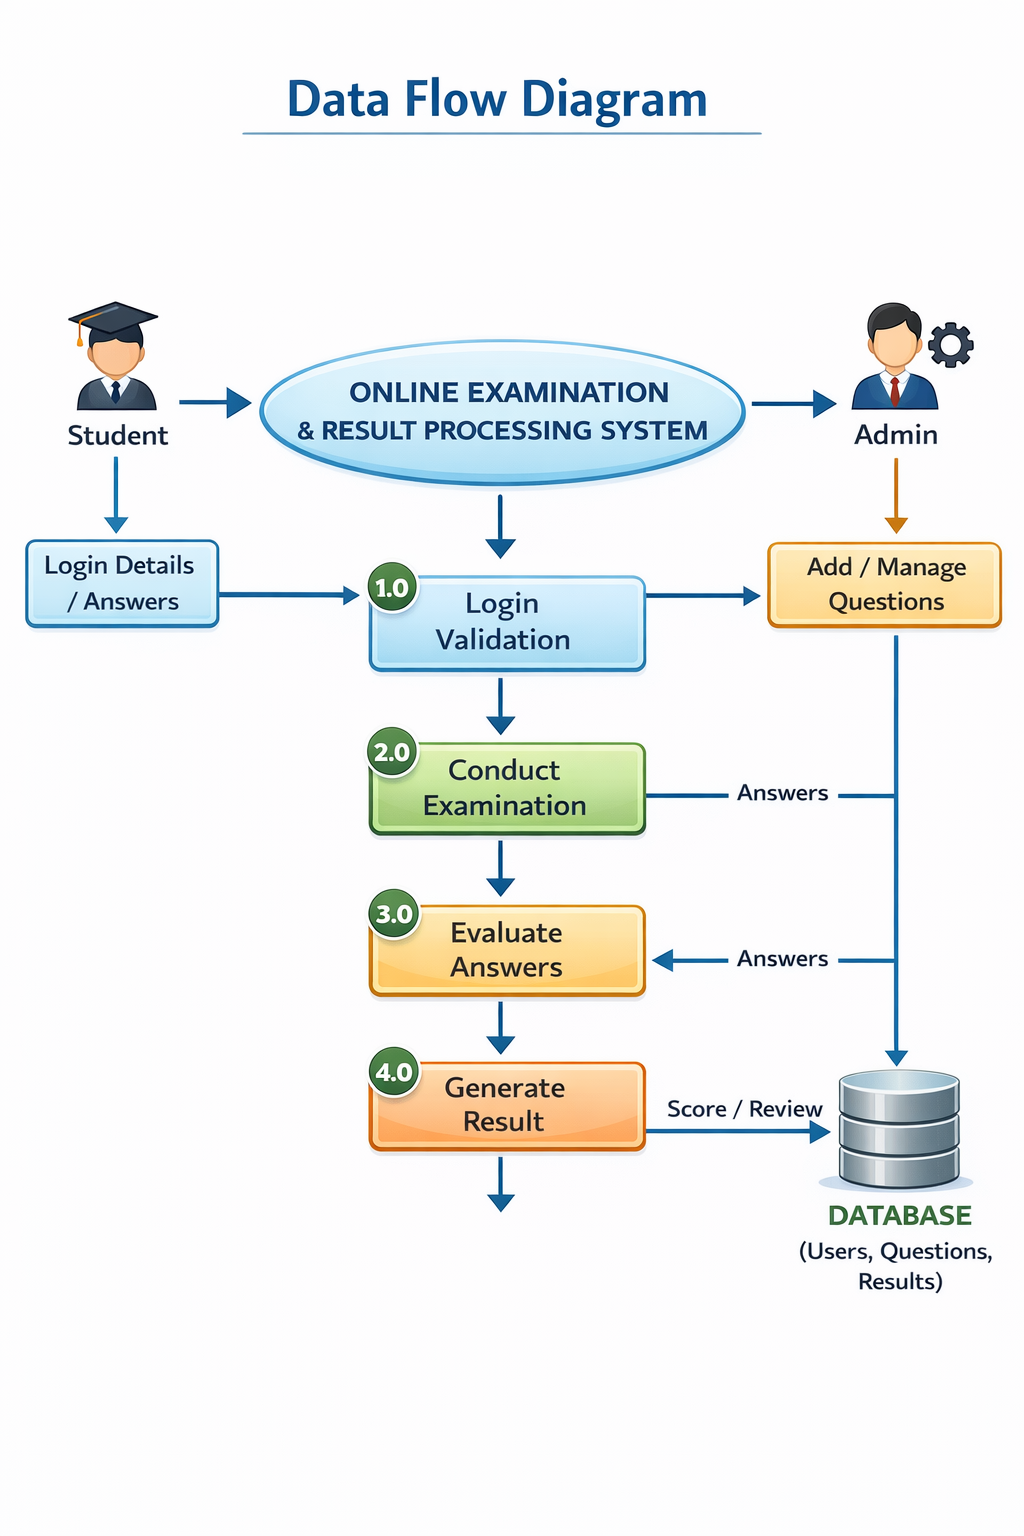 Data Flow Diagram
ONLINE EXAMINATION
& RESULT PROCESSING SYSTEM
Student
Admin
Login Details
/ Answers
1.0
Login
Validation
Add / Manage
Questions
2.0
Conduct
Examination
Answers
3.0
Evaluate
Answers
Answers
4.0
Generate
Result
Score / Review
DATABASE
(Users, Questions,
Results)